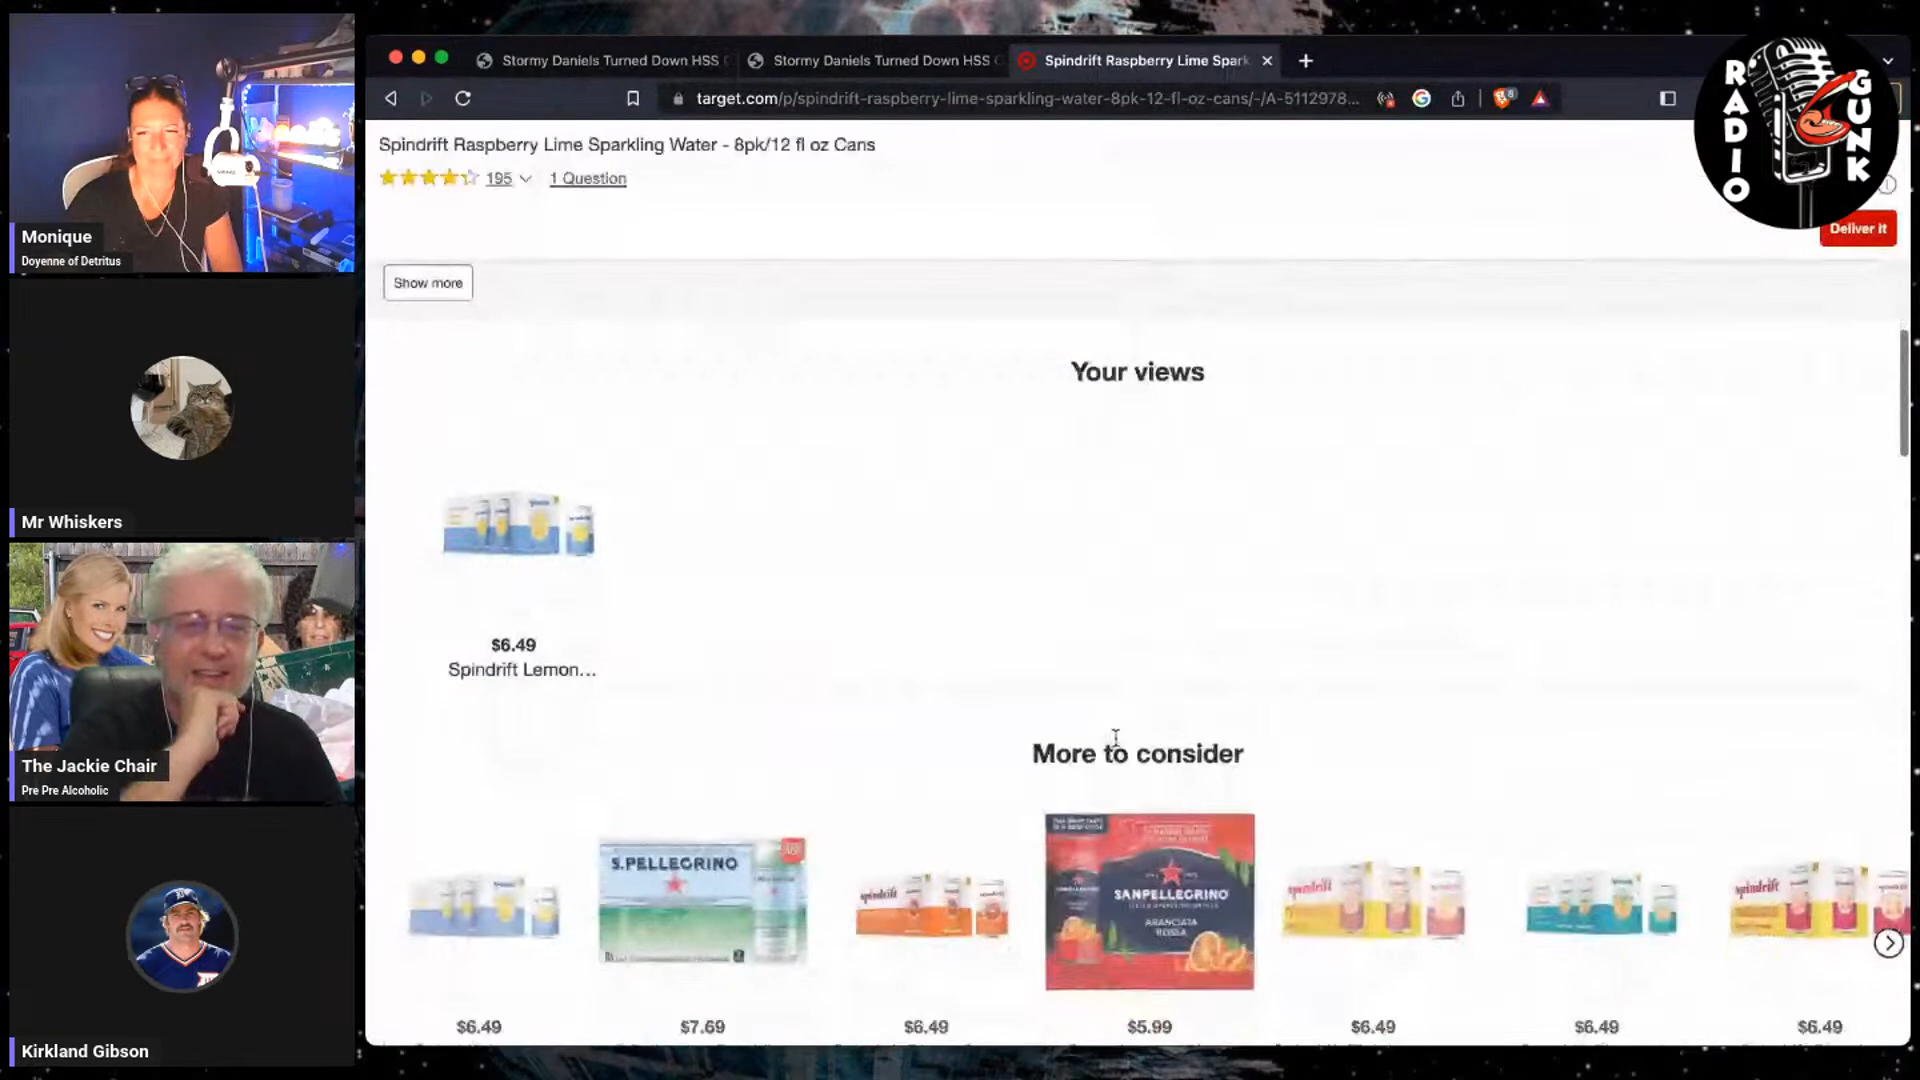 Stormy Daniels Turned Down HSS
Stormy Daniels Turned Down HSS
Spindrift Raspberry Lime Spark
target.com/p/spindrift-raspberry-lime-sparkling-water-8pk-12-fl-oz-cans/-/A-5112978...
RADIO
GUNK
Spindrift Raspberry Lime Sparkling Water - 8pk/12 fl oz Cans
195
1 Question
Deliver it
Show more
Your views
$6.49
Spindrift Lemon...
More to consider
S.PELLEGRINO
spindrift
SANPELLEGRINO
ARANCIATA
ROSSA
spindrift
spindrift
$6.49
$7.69
$6.49
$5.99
$6.49
$6.49
$6.49
Monique
Doyenne of Detritus
Mr Whiskers
The Jackie Chair
Pre Pre Alcoholic
Kirkland Gibson